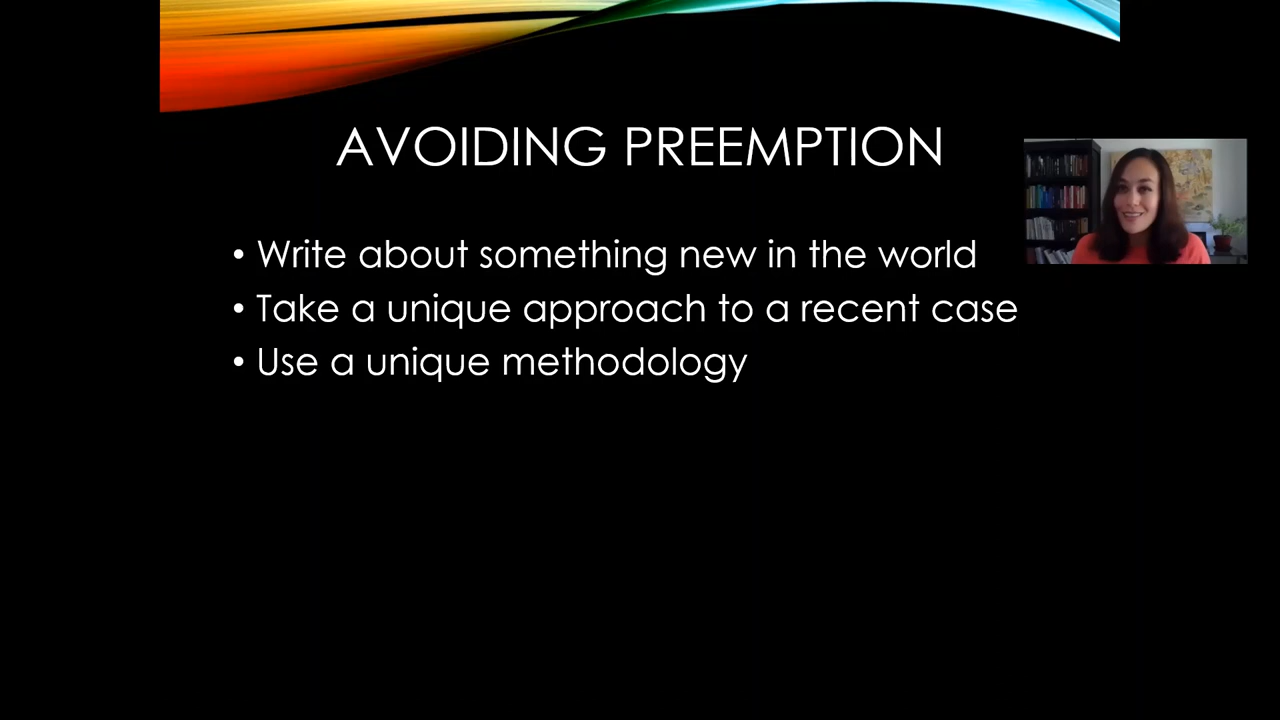 AVOIDING PREEMPTION
• Write about something new in the world
• Take a unique approach to a recent case
• Use a unique methodology